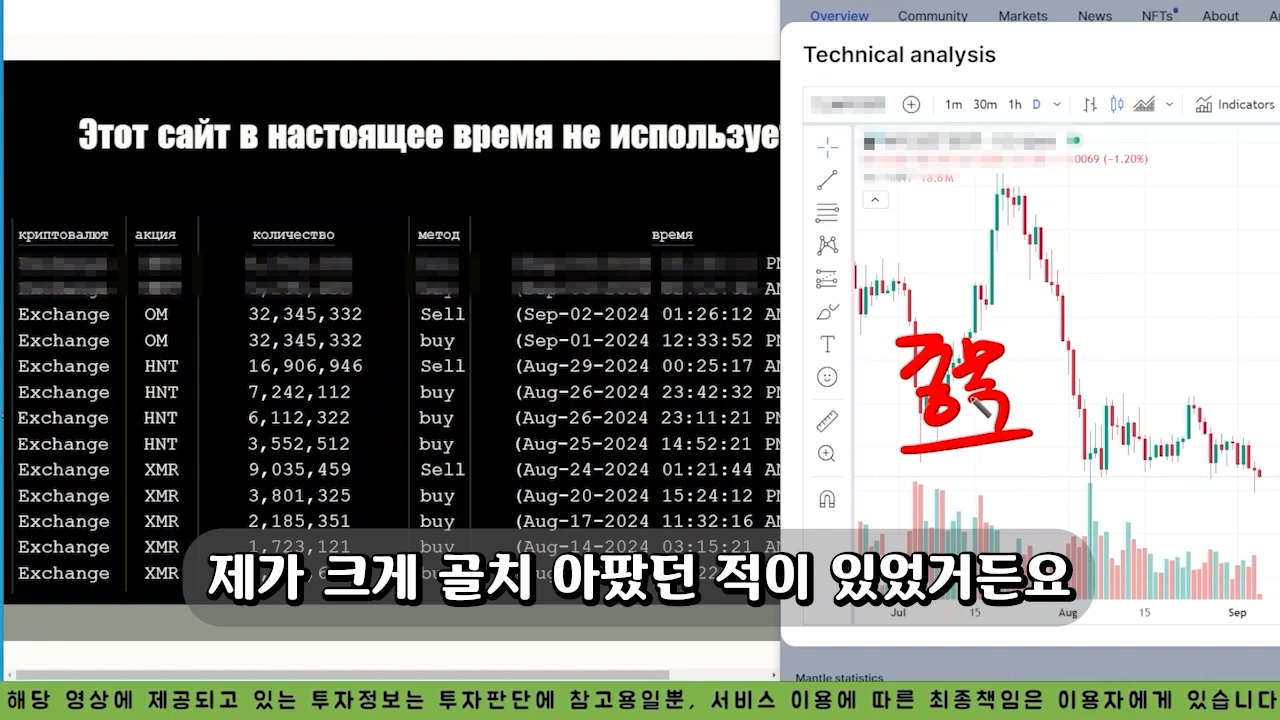 Overview Community Markets News NFTs About
Technical analysis
1m 30m 1h D Indicators
0069 (−1.20%)
18.6M
Этот сайт в настоящее время не используе
криптовалют акция количество метод время
Exchange OM 32,345,332 Sell (Sep-02-2024 01:26:12 AM
Exchange OM 32,345,332 buy (Sep-01-2024 12:33:52 PM
Exchange HNT 16,906,946 Sell (Aug-29-2024 00:25:17 AM
Exchange HNT 7,242,112 buy (Aug-26-2024 23:42:32 PM
Exchange HNT 6,112,322 buy (Aug-26-2024 23:11:21 PM
Exchange HNT 3,552,512 buy (Aug-25-2024 14:52:21 PM
Exchange XMR 9,035,459 Sell (Aug-24-2024 01:21:44 AM
Exchange XMR 3,801,325 buy (Aug-20-2024 15:24:12 PM
Exchange XMR 2,185,351 buy (Aug-17-2024 11:32:16 AM
Exchange XMR 1,723,121 buy (Aug-14-2024 03:15:21 AM
Exchange XMR
T
Jul 15 Aug 15 Sep
제가 크게 골치 아팠던 적이 있었거든요
Mantle statistics
해당 영상에 제공되고 있는 투자정보는 투자판단에 참고용일뿐, 서비스 이용에 따른 최종책임은 이용자에게 있습니다